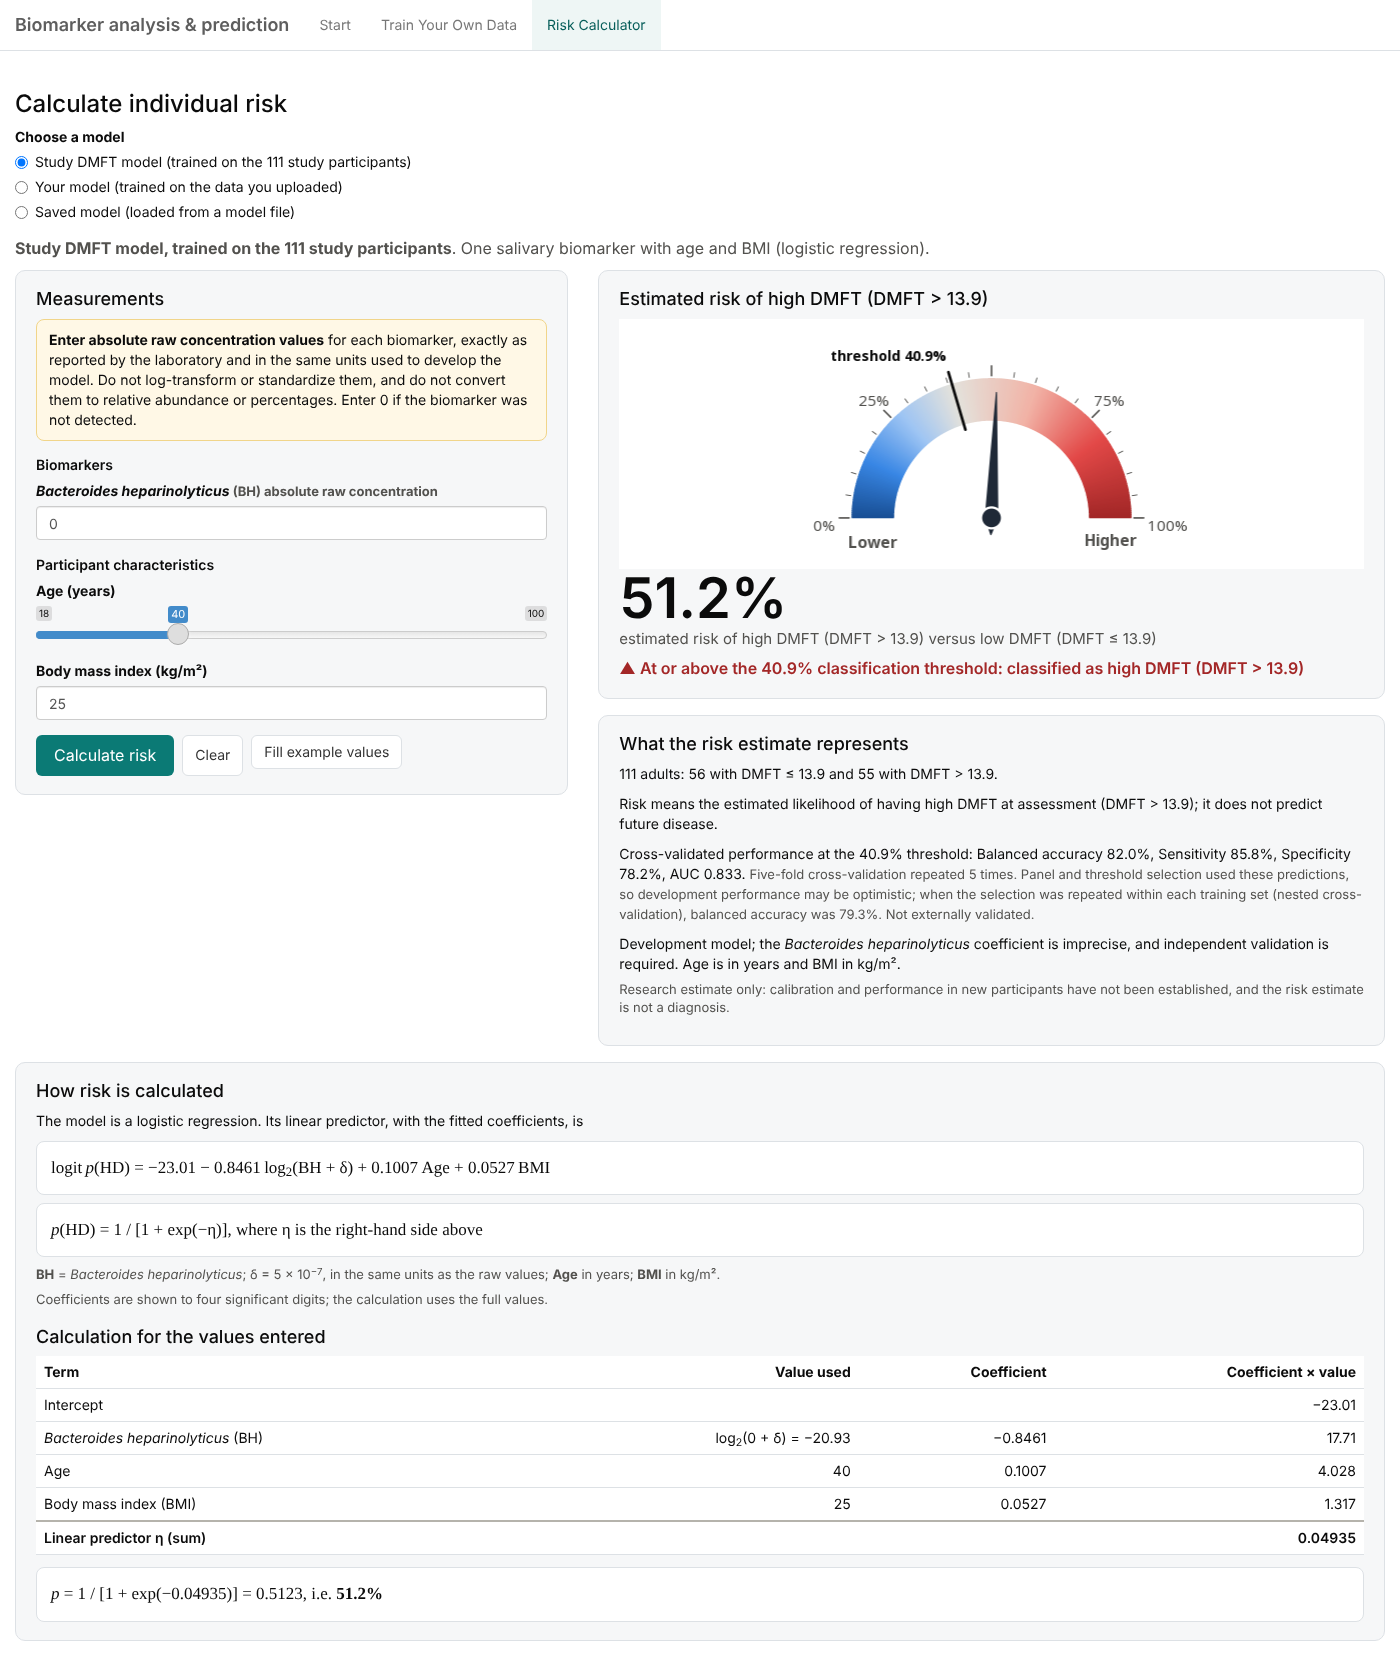 Biomarker analysis & prediction Start Train Your Own Data Risk Calculator
Calculate individual risk
Choose a model
Study DMFT model (trained on the 111 study participants)
Your model (trained on the data you uploaded)
Saved model (loaded from a model file)
Study DMFT model, trained on the 111 study participants. One salivary biomarker with age and BMI (logistic regression).
Measurements
Enter absolute raw concentration values for each biomarker, exactly as
reported by the laboratory and in the same units used to develop the
model. Do not log-transform or standardize them, and do not convert
them to relative abundance or percentages. Enter 0 if the biomarker was
not detected.
Biomarkers
Bacteroides heparinolyticus (BH) absolute raw concentration
0
Participant characteristics
Age (years)
18 40 100
Body mass index (kg/m²)
25
Calculate risk Clear Fill example values
Estimated risk of high DMFT (DMFT > 13.9)
threshold 40.9%
25% 75%
0% 100%
Lower Higher
51.2%
estimated risk of high DMFT (DMFT > 13.9) versus low DMFT (DMFT ≤ 13.9)
▲ At or above the 40.9% classification threshold: classified as high DMFT (DMFT > 13.9)
What the risk estimate represents
111 adults: 56 with DMFT ≤ 13.9 and 55 with DMFT > 13.9.
Risk means the estimated likelihood of having high DMFT at assessment (DMFT > 13.9); it does not predict
future disease.
Cross-validated performance at the 40.9% threshold: Balanced accuracy 82.0%, Sensitivity 85.8%, Specificity
78.2%, AUC 0.833. Five-fold cross-validation repeated 5 times. Panel and threshold selection used these predictions,
so development performance may be optimistic; when the selection was repeated within each training set (nested cross-
validation), balanced accuracy was 79.3%. Not externally validated.
Development model; the Bacteroides heparinolyticus coefficient is imprecise, and independent validation is
required. Age is in years and BMI in kg/m².
Research estimate only: calibration and performance in new participants have not been established, and the risk estimate
is not a diagnosis.
How risk is calculated
The model is a logistic regression. Its linear predictor, with the fitted coefficients, is
logit p(HD) = −23.01 − 0.8461 log₂(BH + δ) + 0.1007 Age + 0.0527 BMI
p(HD) = 1 / [1 + exp(−η)], where η is the right-hand side above
BH = Bacteroides heparinolyticus; δ = 5 × 10⁻⁷, in the same units as the raw values; Age in years; BMI in kg/m².
Coefficients are shown to four significant digits; the calculation uses the full values.
Calculation for the values entered
Term Value used Coefficient Coefficient × value
Intercept −23.01
Bacteroides heparinolyticus (BH) log₂(0 + δ) = −20.93 −0.8461 17.71
Age 40 0.1007 4.028
Body mass index (BMI) 25 0.0527 1.317
Linear predictor η (sum) 0.04935
p = 1 / [1 + exp(−0.04935)] = 0.5123, i.e. 51.2%